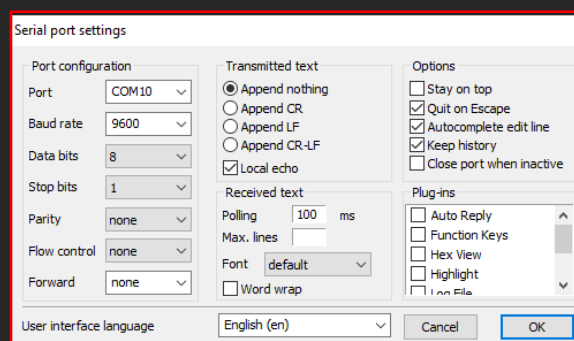 Serial port settings
Port configuration
Port COM10
Baud rate 9600
Data bits 8
Stop bits 1
Parity none
Flow control none
Forward none
Transmitted text
Append nothing
Append CR
Append LF
Append CR-LF
Local echo
Received text
Polling 100 ms
Max. lines
Font default
Word wrap
Options
Stay on top
Quit on Escape
Autocomplete edit line
Keep history
Close port when inactive
Plug-ins
Auto Reply
Function Keys
Hex View
Highlight
Log File
User interface language English (en) Cancel OK